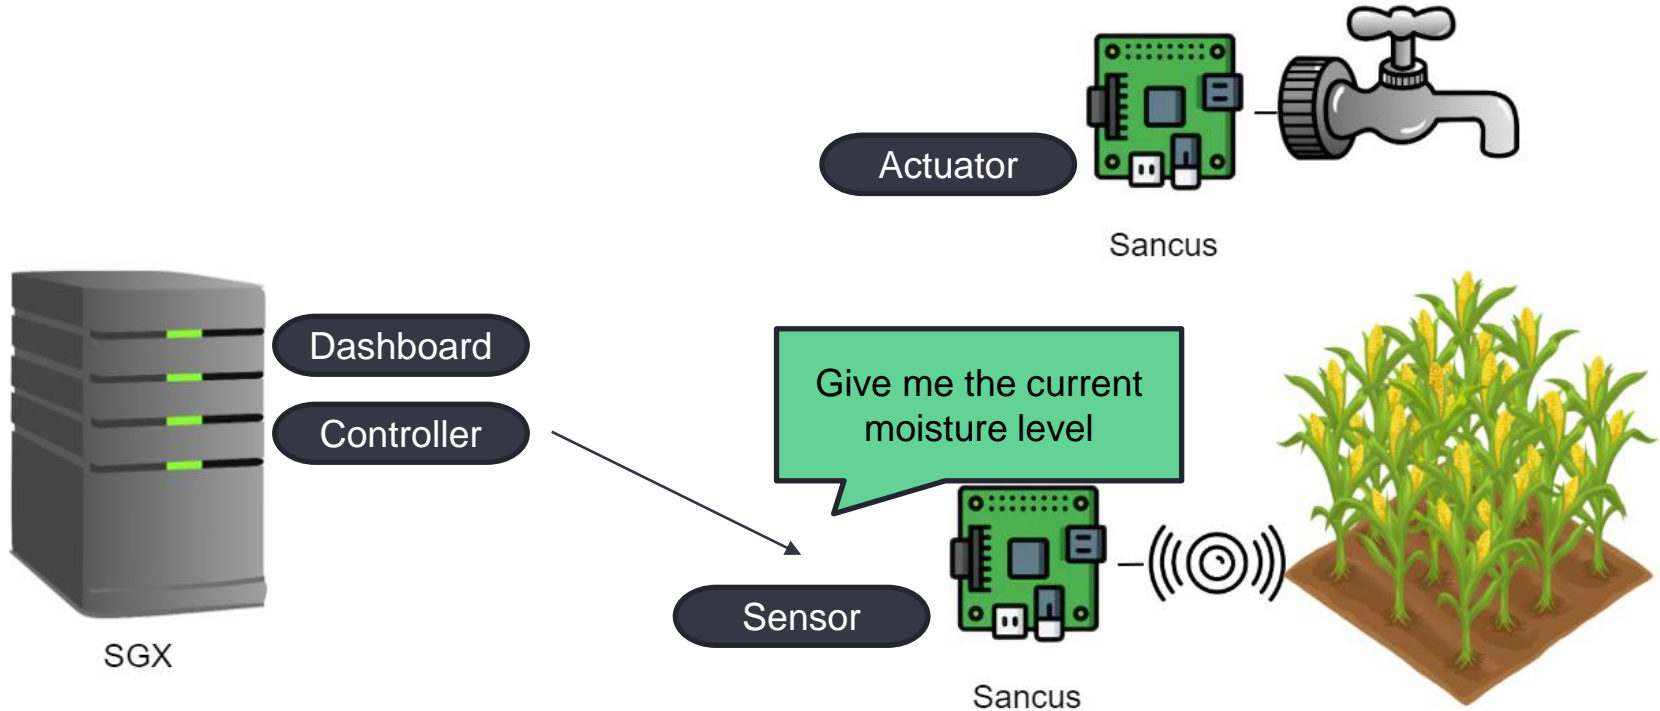 Actuator
Sancus
Dashboard
Controller
Give me the current
moisture level
Sensor
SGX
Sancus